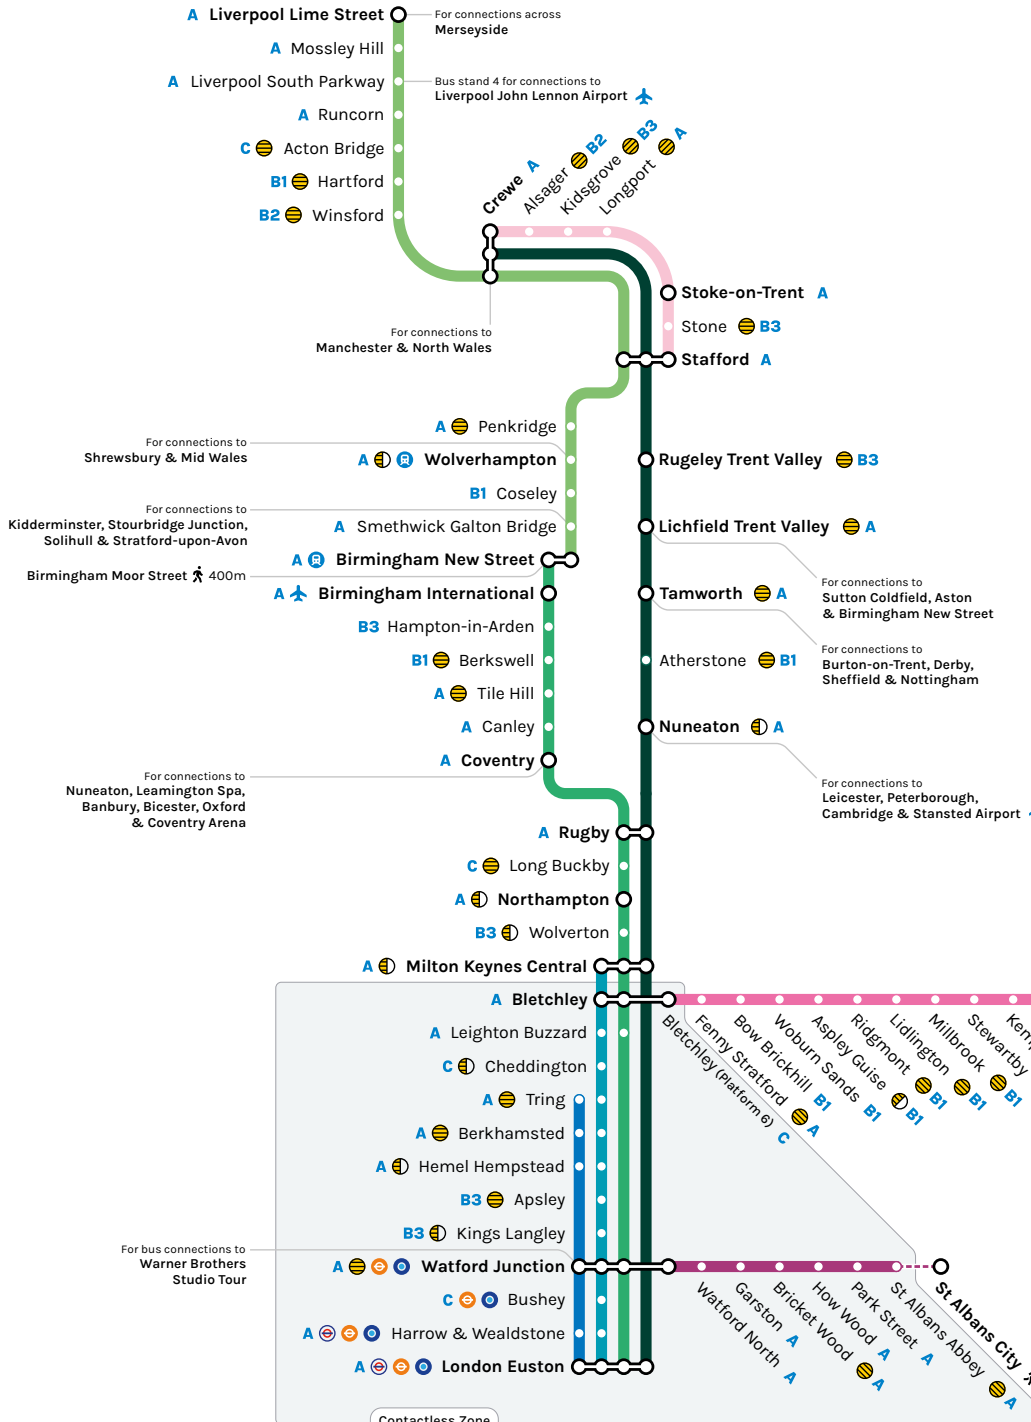 A Liverpool Lime Street
For connections across
Merseyside
A Mossley Hill
A Liverpool South Parkway
Bus stand 4 for connections to
Liverpool John Lennon Airport
A Runcorn
C Acton Bridge
B1 Hartford
B2 Winsford
Crewe A
Alsager B2
Kidsgrove B3
Longport A
For connections to
Manchester & North Wales
Stoke-on-Trent A
Stone B3
Stafford A
A Penkridge
For connections to
Shrewsbury & Mid Wales
A Wolverhampton
Rugeley Trent Valley B3
B1 Coseley
For connections to
Kidderminster, Stourbridge Junction,
Solihull & Stratford-upon-Avon
A Smethwick Galton Bridge
Lichfield Trent Valley A
A Birmingham New Street
Birmingham Moor Street 400m
For connections to
Sutton Coldfield, Aston
& Birmingham New Street
A Birmingham International
Tamworth A
B3 Hampton-in-Arden
For connections to
Burton-on-Trent, Derby,
Sheffield & Nottingham
B1 Berkswell
Atherstone B1
A Tile Hill
A Canley
Nuneaton A
A Coventry
For connections to
Nuneaton, Leamington Spa,
Banbury, Bicester, Oxford
& Coventry Arena
For connections to
Leicester, Peterborough,
Cambridge & Stansted Airport
A Rugby
C Long Buckby
A Northampton
B3 Wolverton
A Milton Keynes Central
A Bletchley
Bletchley (Platform 6) C
Fenny Stratford A
Bow Brickhill B1
Woburn Sands B1
Aspley Guise B1
Ridgmont B1
Lidlington B1
Millbrook B1
Stewartby
A Leighton Buzzard
C Cheddington
A Tring
A Berkhamsted
A Hemel Hempstead
B3 Apsley
B3 Kings Langley
For bus connections to
Warner Brothers
Studio Tour
A Watford Junction
Watford North A
Garston A
Bricket Wood A
How Wood A
Park Street A
St Albans Abbey A
St Albans City
C Bushey
A Harrow & Wealdstone
A London Euston
Contactless Zone